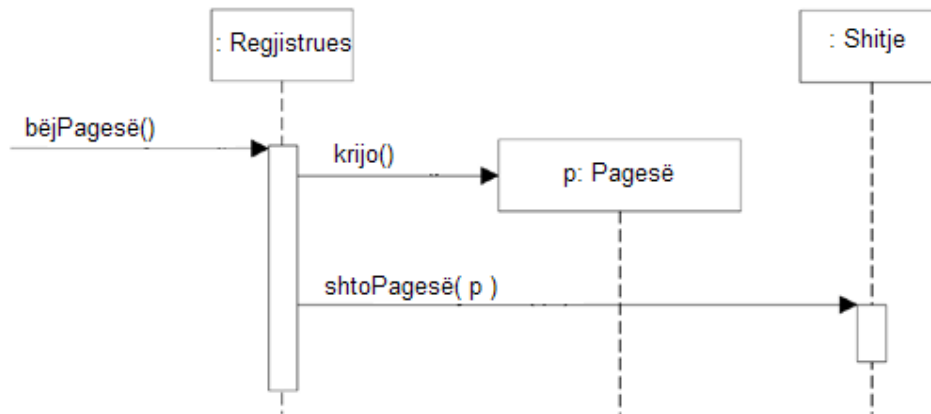 : Regjistrues
: Shitje
bëjPagesë()
krijo()
p: Pagesë
shtoPagesë( p )